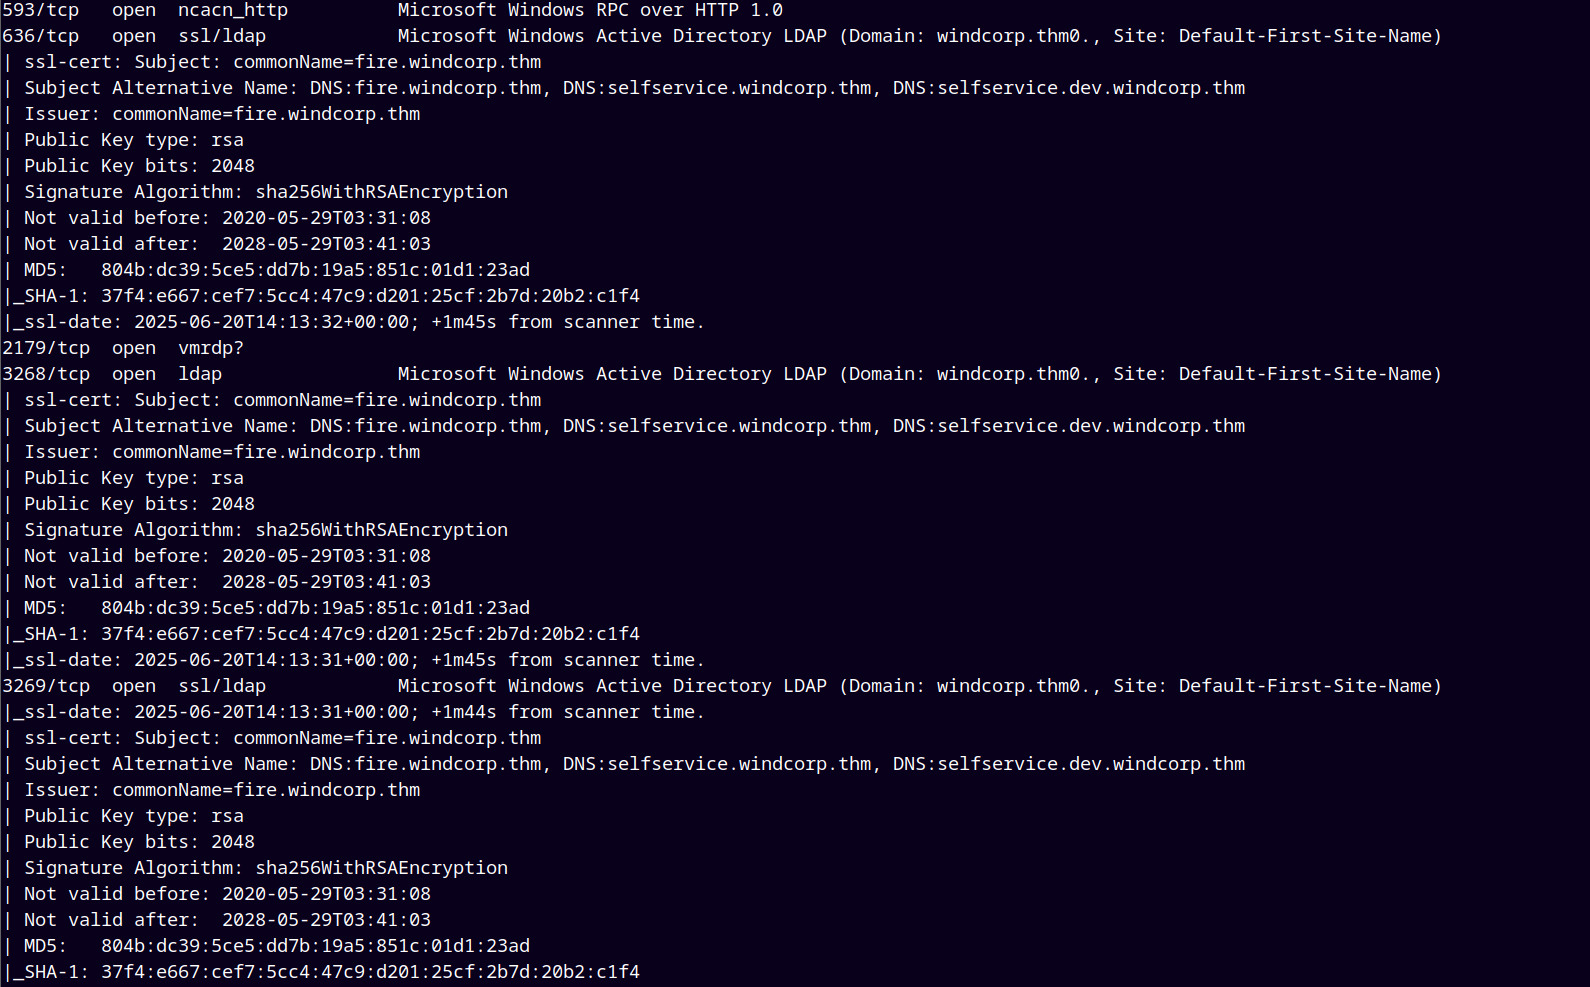 593/tcp   open  ncacn_http          Microsoft Windows RPC over HTTP 1.0
636/tcp   open  ssl/ldap            Microsoft Windows Active Directory LDAP (Domain: windcorp.thm0., Site: Default-First-Site-Name)
| ssl-cert: Subject: commonName=fire.windcorp.thm
| Subject Alternative Name: DNS:fire.windcorp.thm, DNS:selfservice.windcorp.thm, DNS:selfservice.dev.windcorp.thm
| Issuer: commonName=fire.windcorp.thm
| Public Key type: rsa
| Public Key bits: 2048
| Signature Algorithm: sha256WithRSAEncryption
| Not valid before: 2020-05-29T03:31:08
| Not valid after:  2028-05-29T03:41:03
| MD5:   804b:dc39:5ce5:dd7b:19a5:851c:01d1:23ad
|_SHA-1: 37f4:e667:cef7:5cc4:47c9:d201:25cf:2b7d:20b2:c1f4
|_ssl-date: 2025-06-20T14:13:32+00:00; +1m45s from scanner time.
2179/tcp  open  vmrdp?
3268/tcp  open  ldap                Microsoft Windows Active Directory LDAP (Domain: windcorp.thm0., Site: Default-First-Site-Name)
| ssl-cert: Subject: commonName=fire.windcorp.thm
| Subject Alternative Name: DNS:fire.windcorp.thm, DNS:selfservice.windcorp.thm, DNS:selfservice.dev.windcorp.thm
| Issuer: commonName=fire.windcorp.thm
| Public Key type: rsa
| Public Key bits: 2048
| Signature Algorithm: sha256WithRSAEncryption
| Not valid before: 2020-05-29T03:31:08
| Not valid after:  2028-05-29T03:41:03
| MD5:   804b:dc39:5ce5:dd7b:19a5:851c:01d1:23ad
|_SHA-1: 37f4:e667:cef7:5cc4:47c9:d201:25cf:2b7d:20b2:c1f4
|_ssl-date: 2025-06-20T14:13:31+00:00; +1m45s from scanner time.
3269/tcp  open  ssl/ldap            Microsoft Windows Active Directory LDAP (Domain: windcorp.thm0., Site: Default-First-Site-Name)
|_ssl-date: 2025-06-20T14:13:31+00:00; +1m44s from scanner time.
| ssl-cert: Subject: commonName=fire.windcorp.thm
| Subject Alternative Name: DNS:fire.windcorp.thm, DNS:selfservice.windcorp.thm, DNS:selfservice.dev.windcorp.thm
| Issuer: commonName=fire.windcorp.thm
| Public Key type: rsa
| Public Key bits: 2048
| Signature Algorithm: sha256WithRSAEncryption
| Not valid before: 2020-05-29T03:31:08
| Not valid after:  2028-05-29T03:41:03
| MD5:   804b:dc39:5ce5:dd7b:19a5:851c:01d1:23ad
|_SHA-1: 37f4:e667:cef7:5cc4:47c9:d201:25cf:2b7d:20b2:c1f4